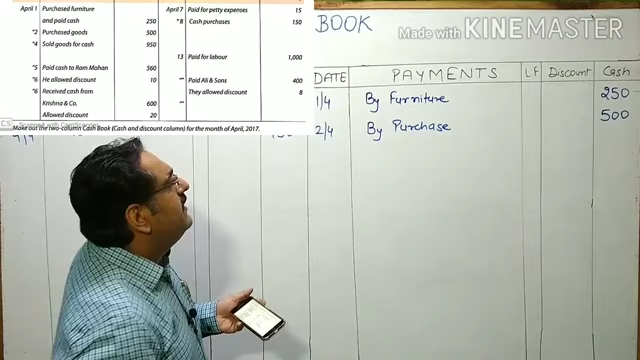 April 1 Purchased furniture
and paid cash 250
"2 Purchased goods 500
"4 Sold goods for cash 950
"5 Paid cash to Ram Mohan 560
"6 He allowed discount 10
"6 Received cash from
Krishna & Co. 600
Allowed discount 20
April 7 Paid for petty expenses 15
"8 Cash purchases 150
13 Paid for labour 1,000
"" Paid Ali & Sons 400
They allowed discount 8
CS Scanned with CamScanner
Make out the two-column Cash Book (Cash and discount column) for the month of April, 2017.
BOOK
Made with KINEMASTER
DATE PAYMENTS LF Discount Cash
1/4 By Furniture 250
2/4 By Purchase 500